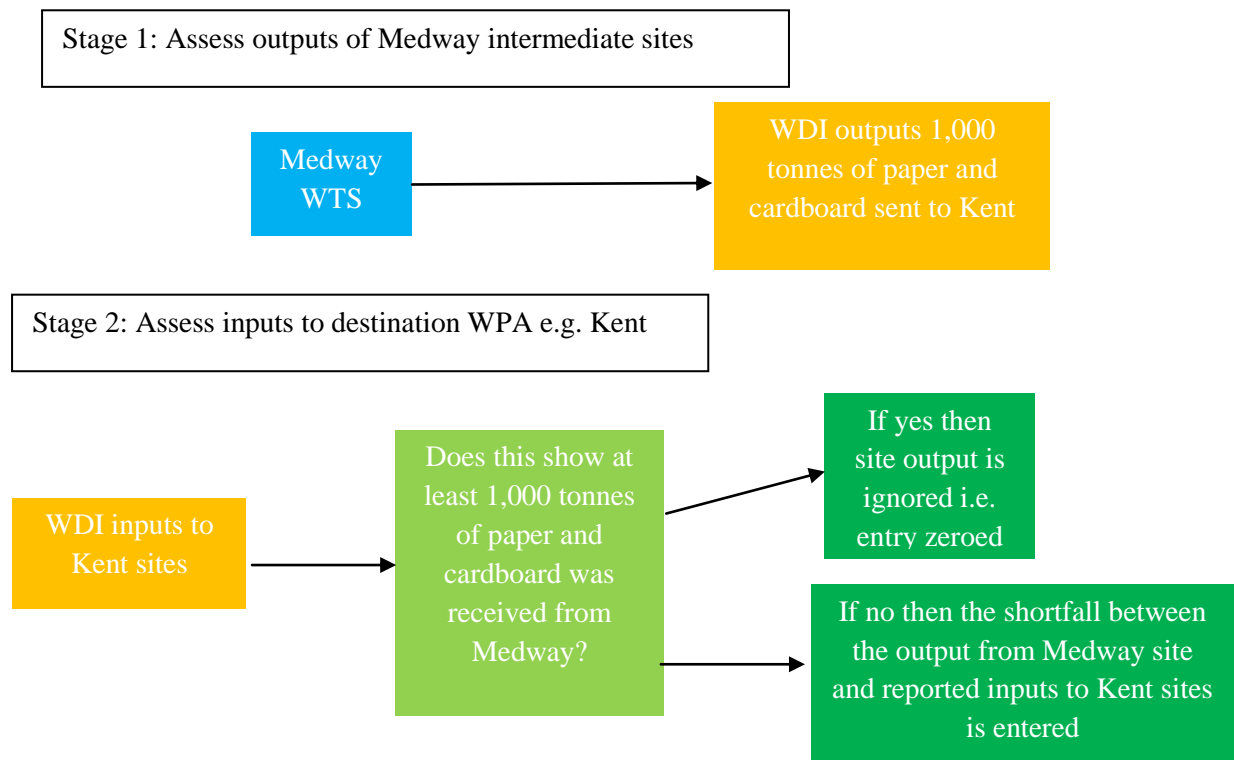 Stage 1: Assess outputs of Medway intermediate sites
Medway
WTS
WDI outputs 1,000
tonnes of paper and
cardboard sent to Kent
Stage 2: Assess inputs to destination WPA e.g. Kent
WDI inputs to
Kent sites
Does this show at
least 1,000 tonnes
of paper and
cardboard was
received from
Medway?
If yes then
site output is
ignored i.e.
entry zeroed
If no then the shortfall between
the output from Medway site
and reported inputs to Kent sites
is entered